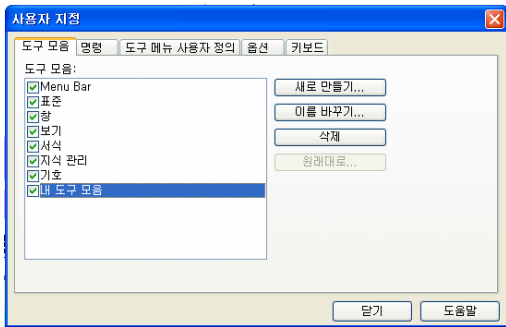 사용자 지정
도구 모음 명령 도구 메뉴 사용자 정의 옵션 키보드
도구 모음:
Menu Bar
표준
창
보기
서식
지식 관리
기호
내 도구 모음
새로 만들기...
이름 바꾸기...
삭제
원래대로...
닫기 도움말